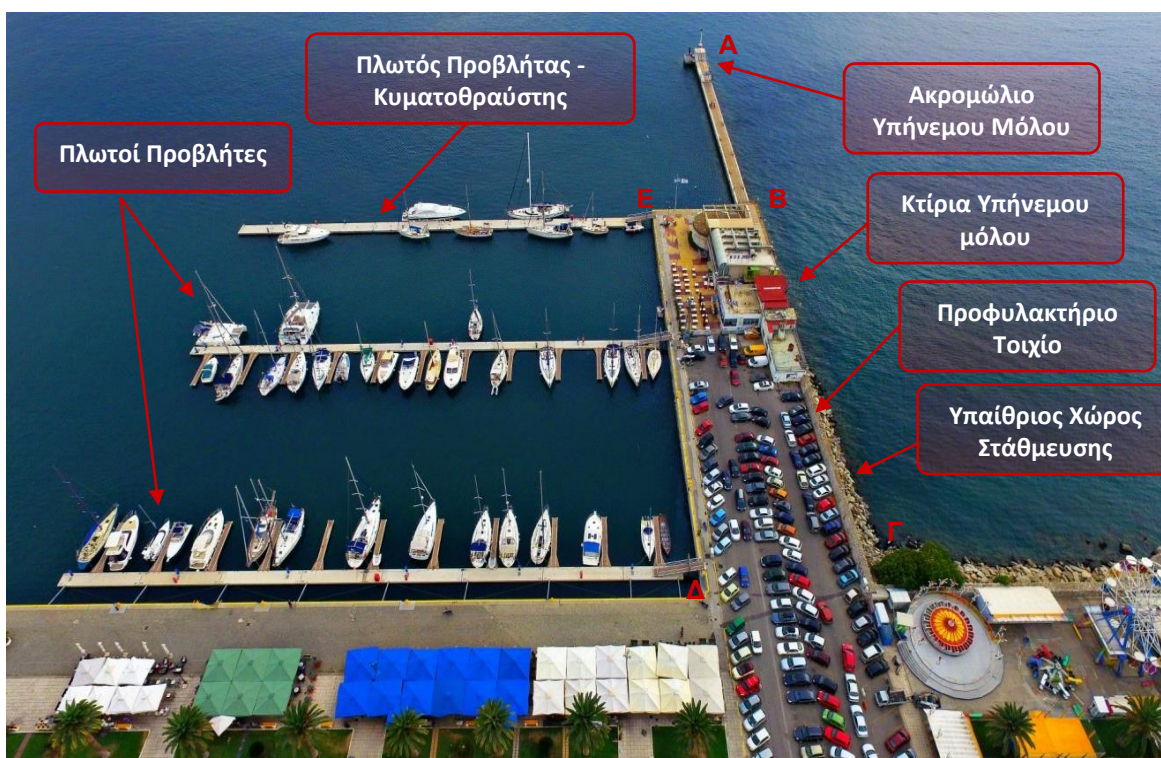 Α
Πλωτός Προβλήτας -
Κυματοθραύστης
Ακρομώλιο
Υπήνεμου Μόλου
Πλωτοί Προβλήτες
Ε
Β
Κτίρια Υπήνεμου
μόλου
Προφυλακτήριο
Τοιχίο
Υπαίθριος Χώρος
Στάθμευσης
Γ
Δ